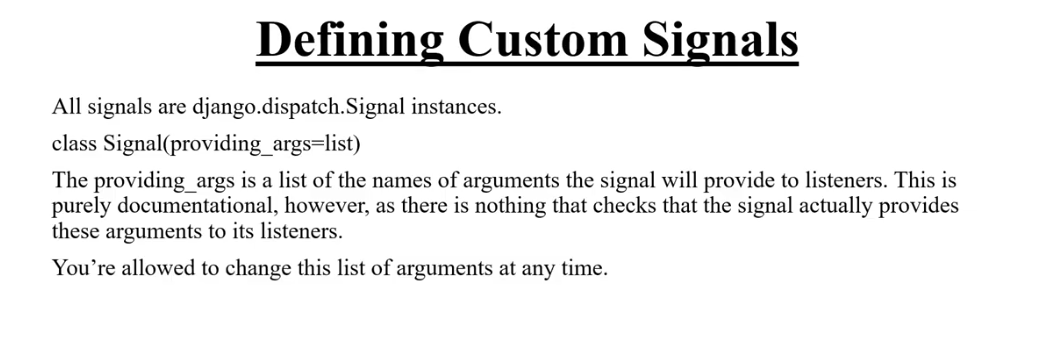 Defining Custom Signals
All signals are django.dispatch.Signal instances.
class Signal(providing_args=list)
The providing_args is a list of the names of arguments the signal will provide to listeners. This is
purely documentational, however, as there is nothing that checks that the signal actually provides
these arguments to its listeners.
You’re allowed to change this list of arguments at any time.